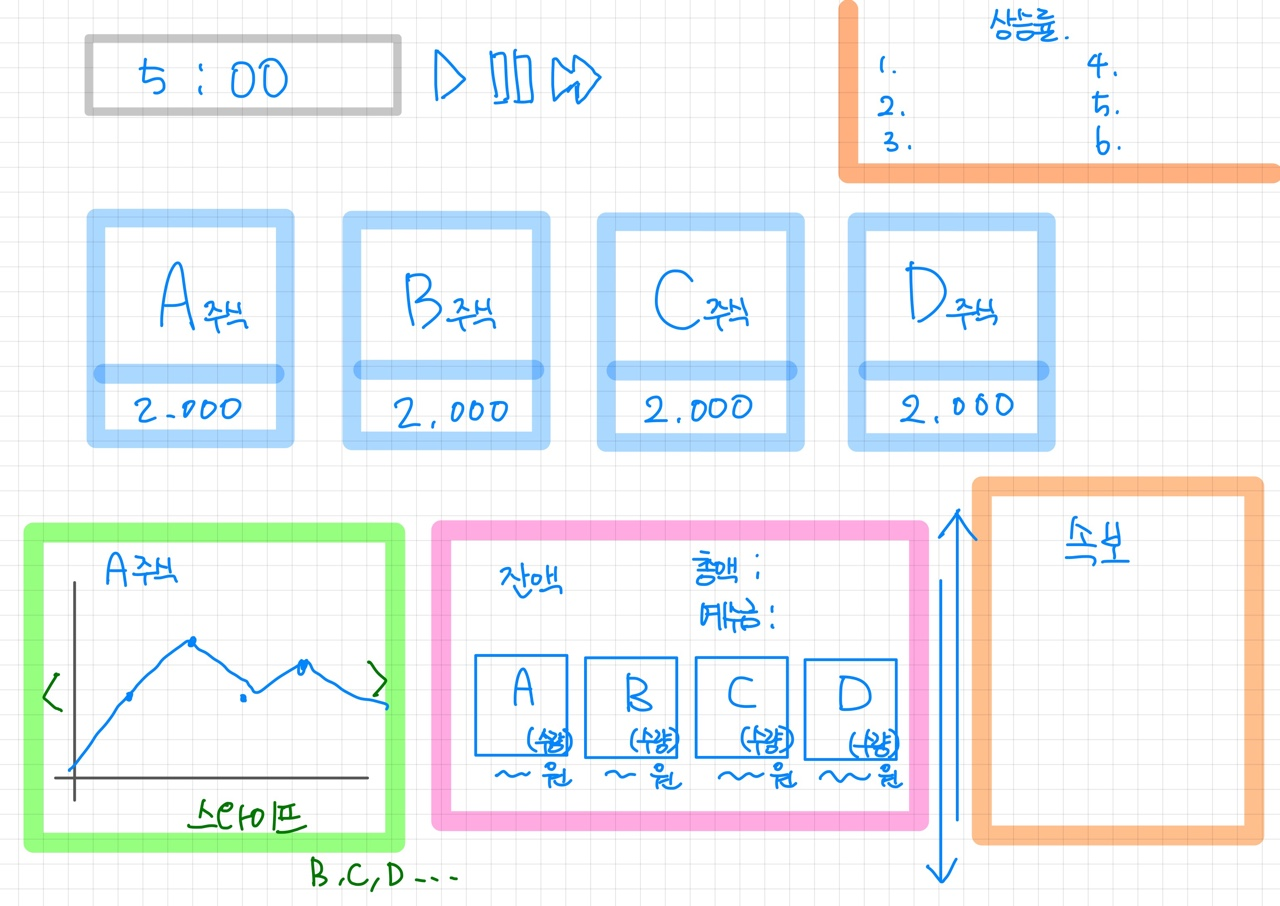 5 : 00
상승률.
1.
2.
3.
4.
5.
6.
A주식
2.000
B주식
2.000
C주식
2.000
D주식
2.000
A주식
스와이프
B, C, D ---
잔액
총액 :
예수금 :
A
(수량)
~ 원
B
(수량)
~ 원
C
(수량)
~ 원
D
(수량)
~ 원
속보